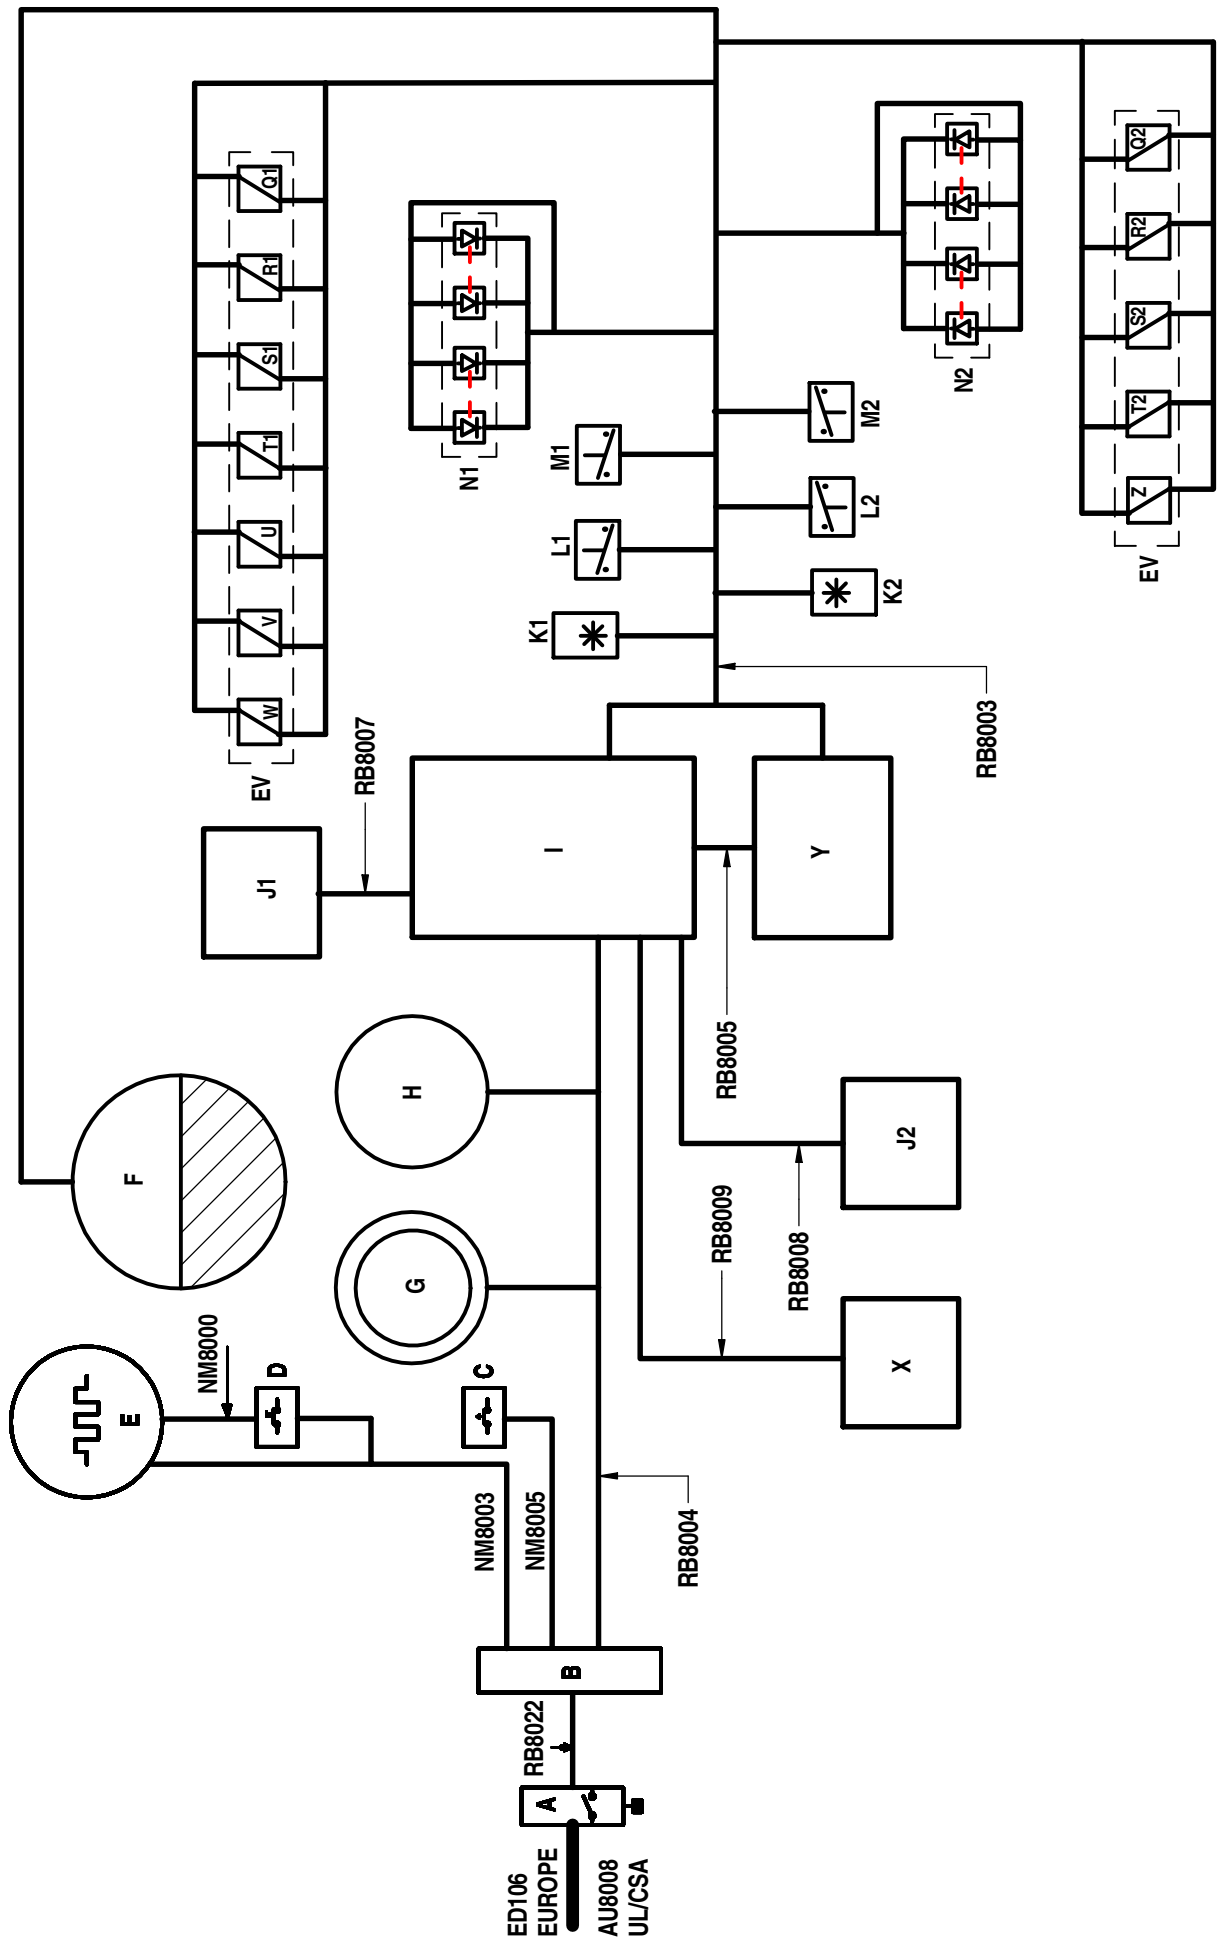 ED106
EUROPE
AU8008
UL/CSA
A
RB8022
B
NM8003
NM8005
RB8004
E
NM8000
D
C
F
G
H
X
RB8009
J2
RB8008
RB8005
J1
RB8007
I
Y
RB8003
EV
W
V
U
T1
S1
R1
Q1
K1
L1
M1
N1
K2
L2
M2
N2
EV
Z
T2
S2
R2
Q2